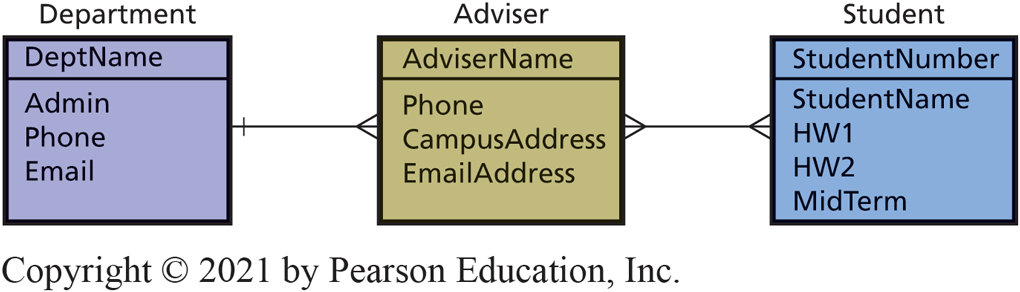 Department
DeptName
Admin
Phone
Email
Adviser
AdviserName
Phone
CampusAddress
EmailAddress
Student
StudentNumber
StudentName
HW1
HW2
MidTerm
Copyright © 2021 by Pearson Education, Inc.